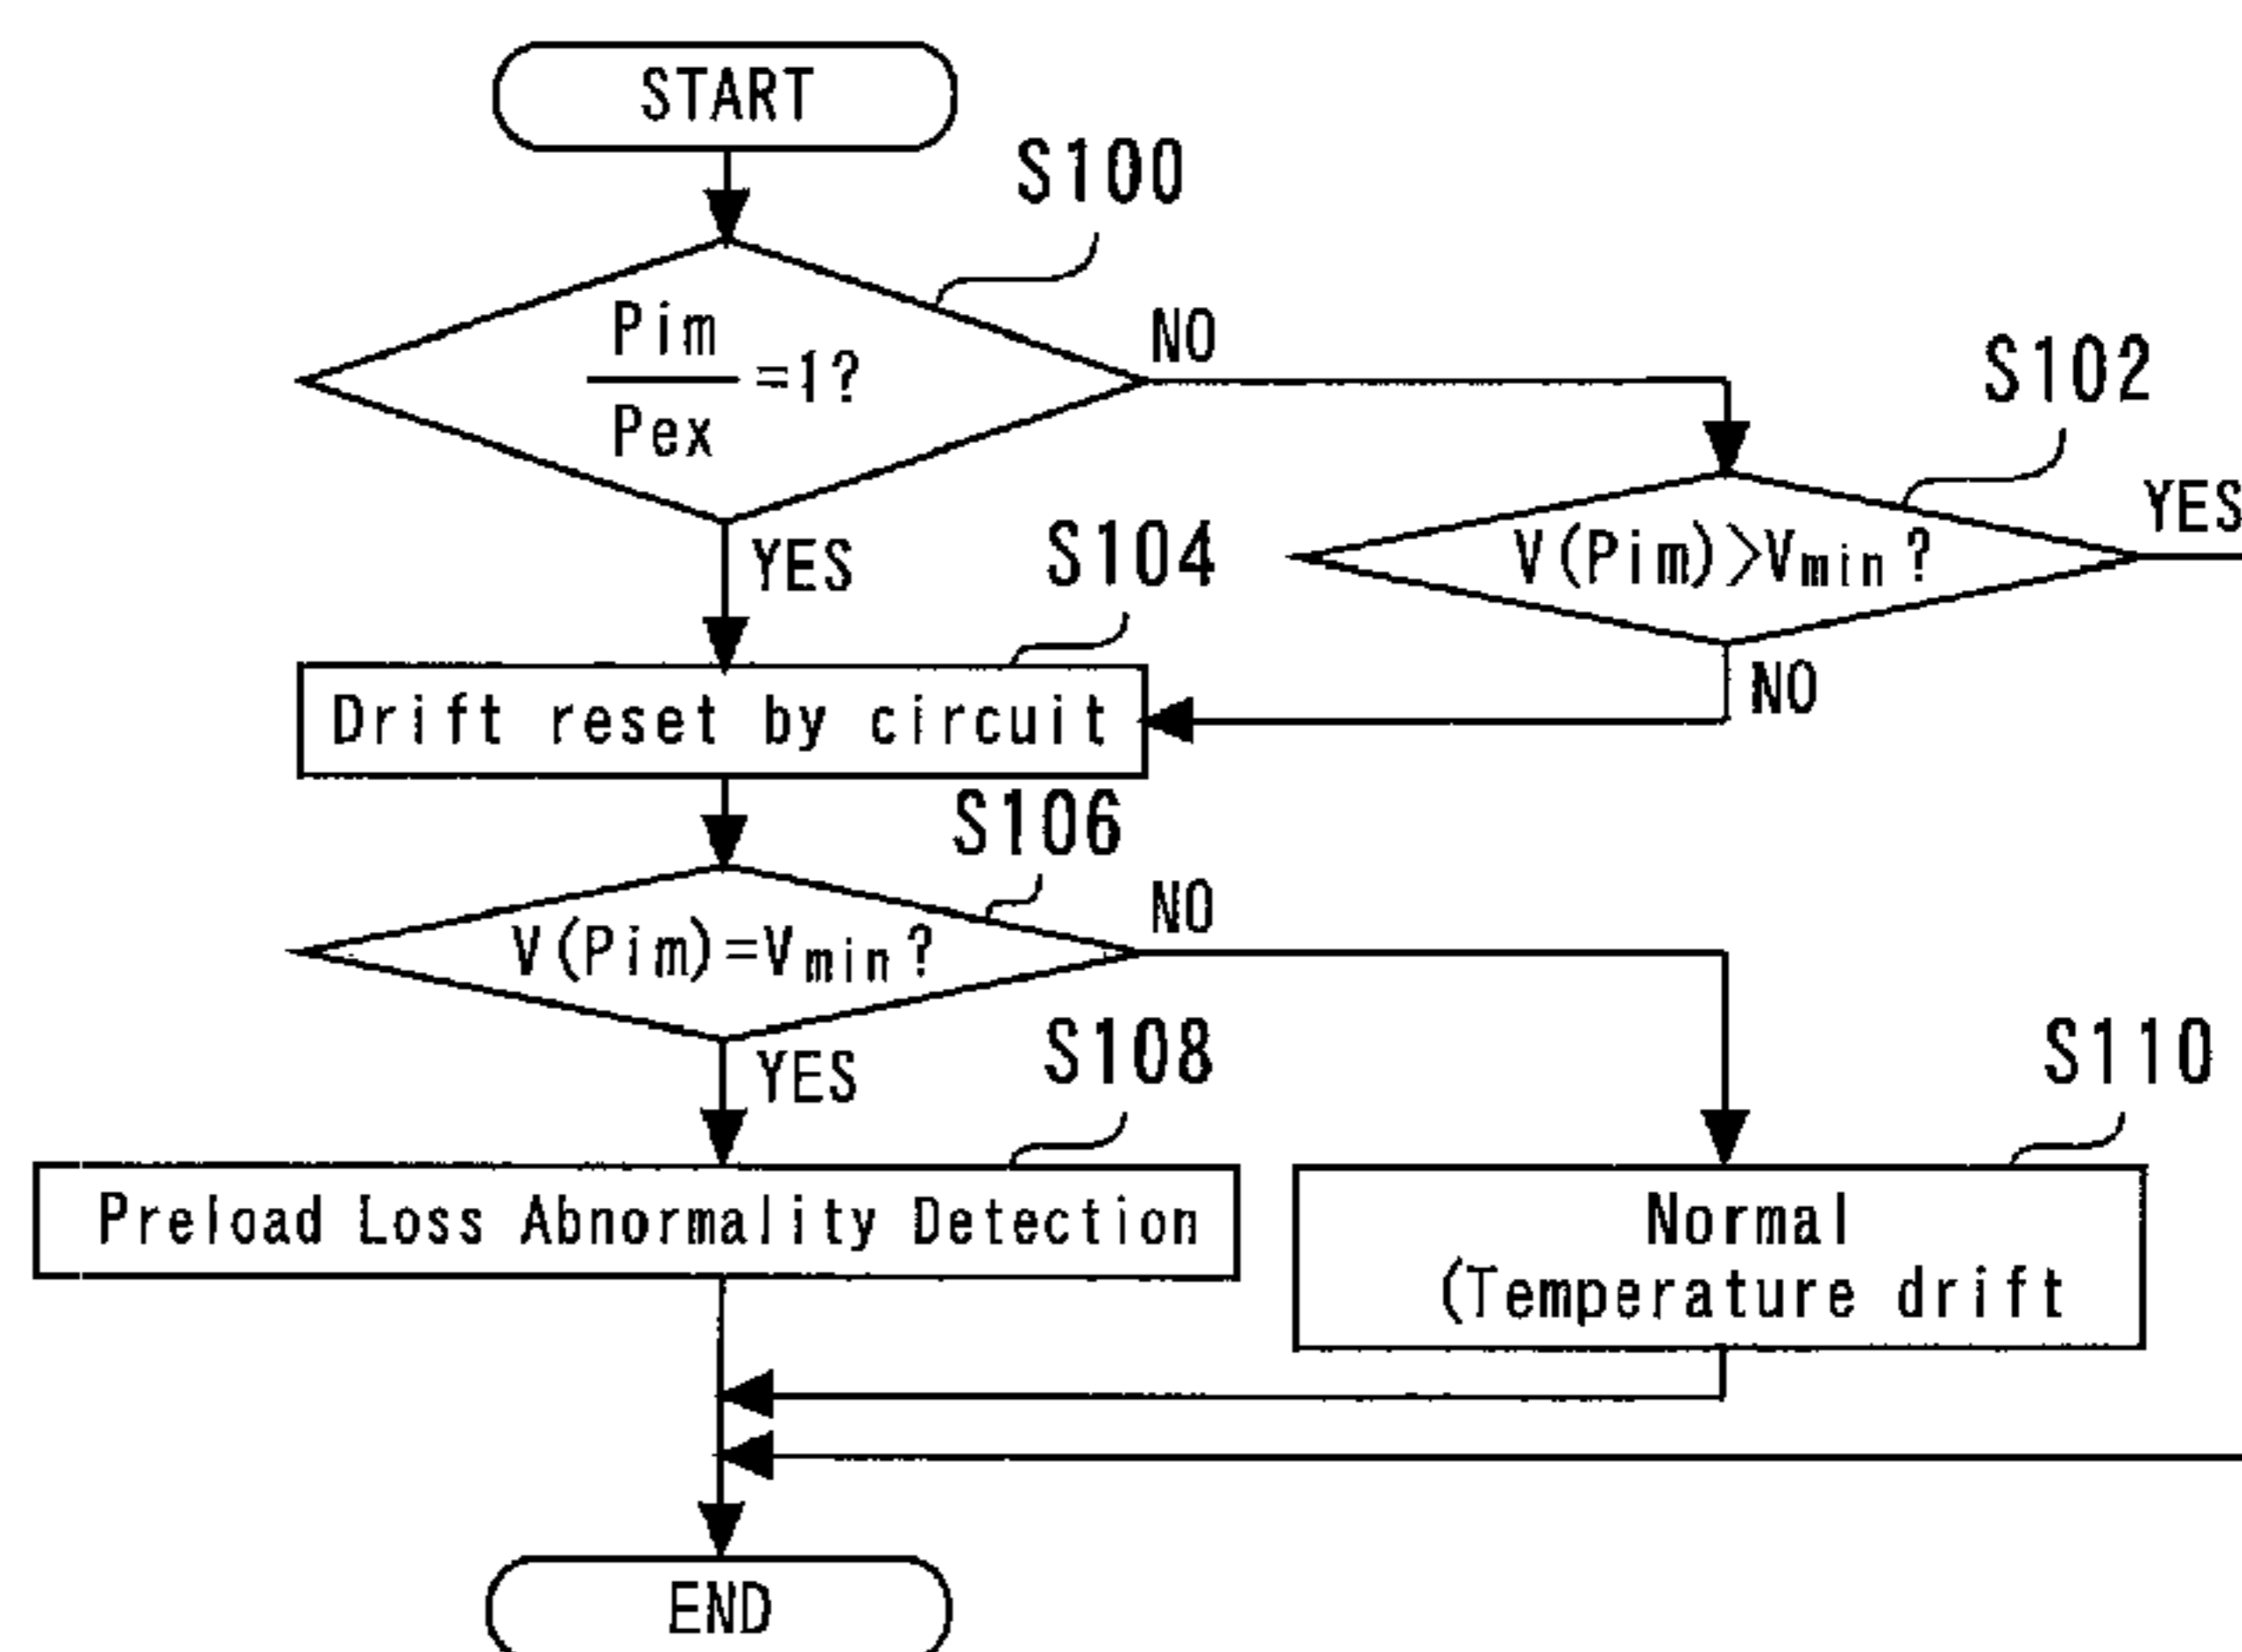 START
S100
Pim
Pex
=1?
NO
S102
YES
V(Pim)>Vmin?
YES
S104
NO
Drift reset by circuit
S106
NO
V(Pim)=Vmin?
YES
S108
S110
Preload Loss Abnormality Detection
Normal
(Temperature drift
END